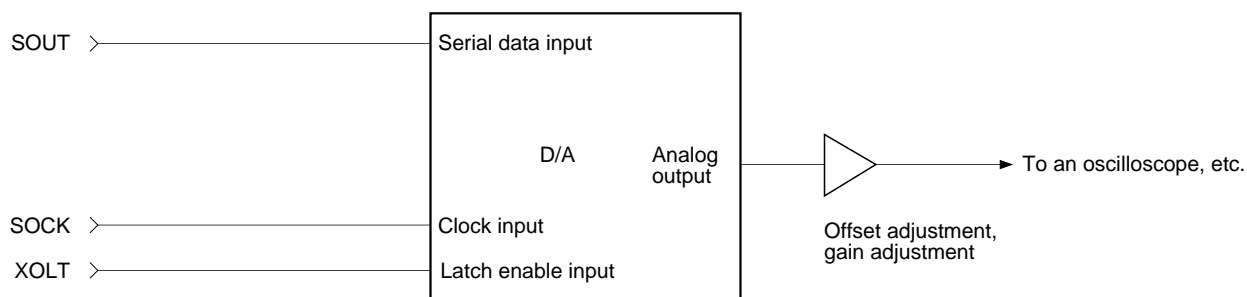 SOUT
Serial data input
D/A
Analog
output
To an oscilloscope, etc.
SOCK
Clock input
Offset adjustment,
gain adjustment
XOLT
Latch enable input